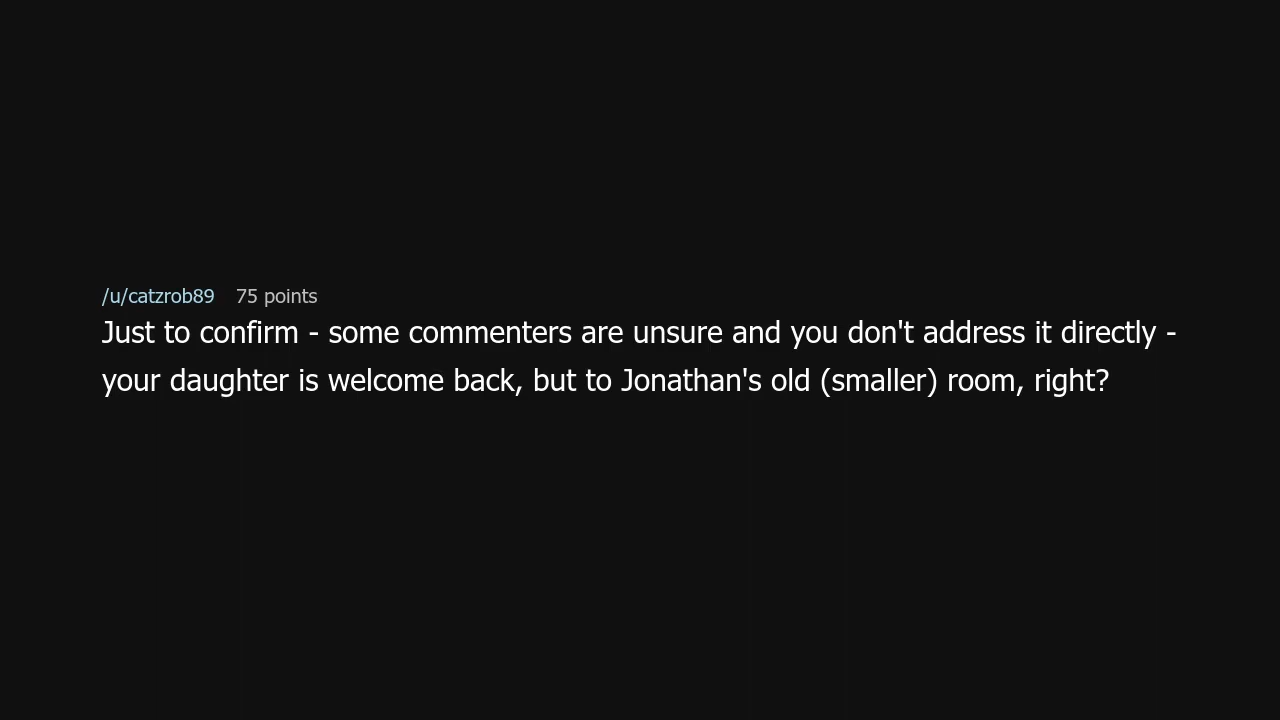 /u/catzrob89 75 points
Just to confirm - some commenters are unsure and you don't address it directly -
your daughter is welcome back, but to Jonathan's old (smaller) room, right?